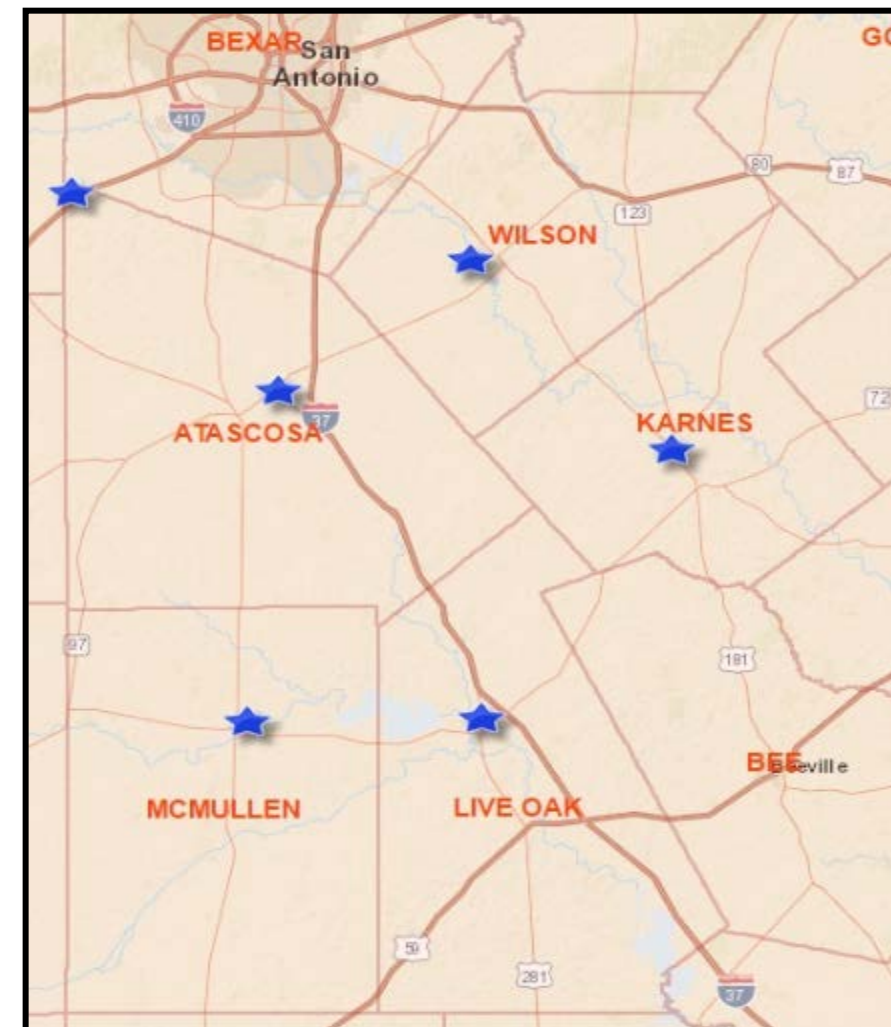 BEXAR
San
Antonio
GO
410
80
87
123
WILSON
72
KARNES
37
ATASCOSA
97
181
BEE
Beeville
MCMULLEN
LIVE OAK
59
281
37